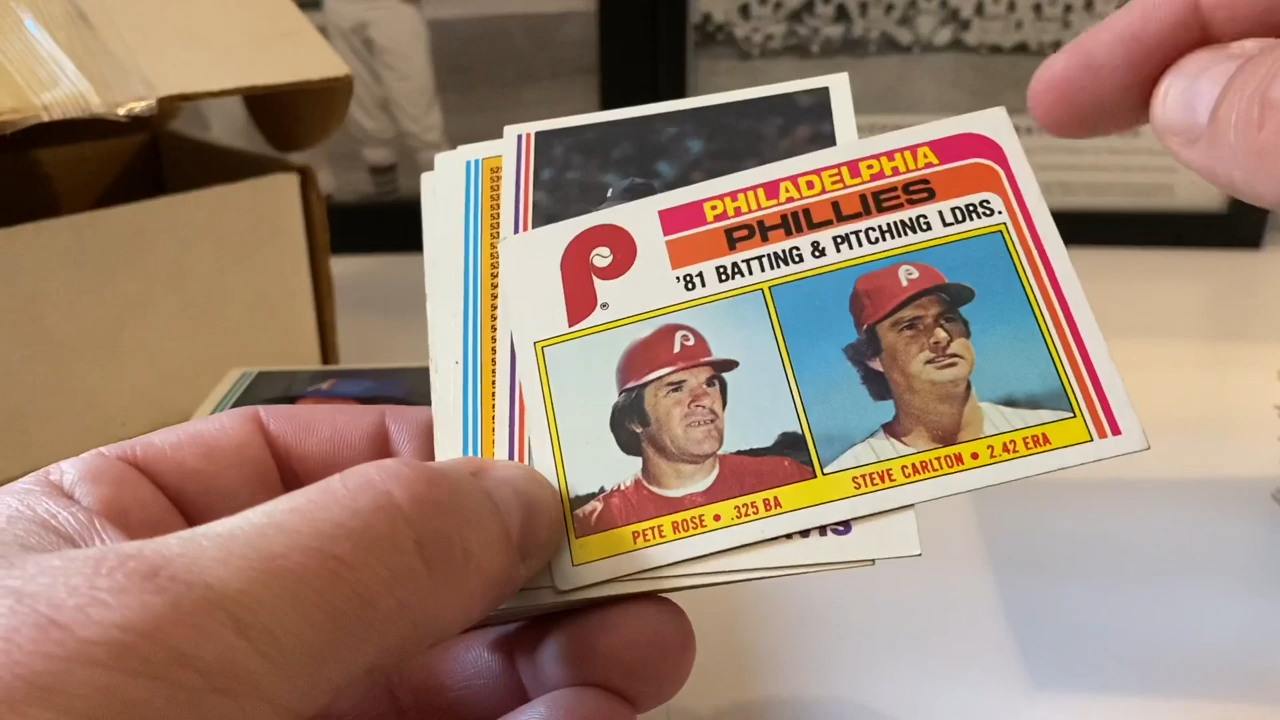 PHILADELPHIA
PHILLIES
'81 BATTING & PITCHING LDRS.
P
®
P
P
PETE ROSE • .325 BA
STEVE CARLTON • 2.42 ERA